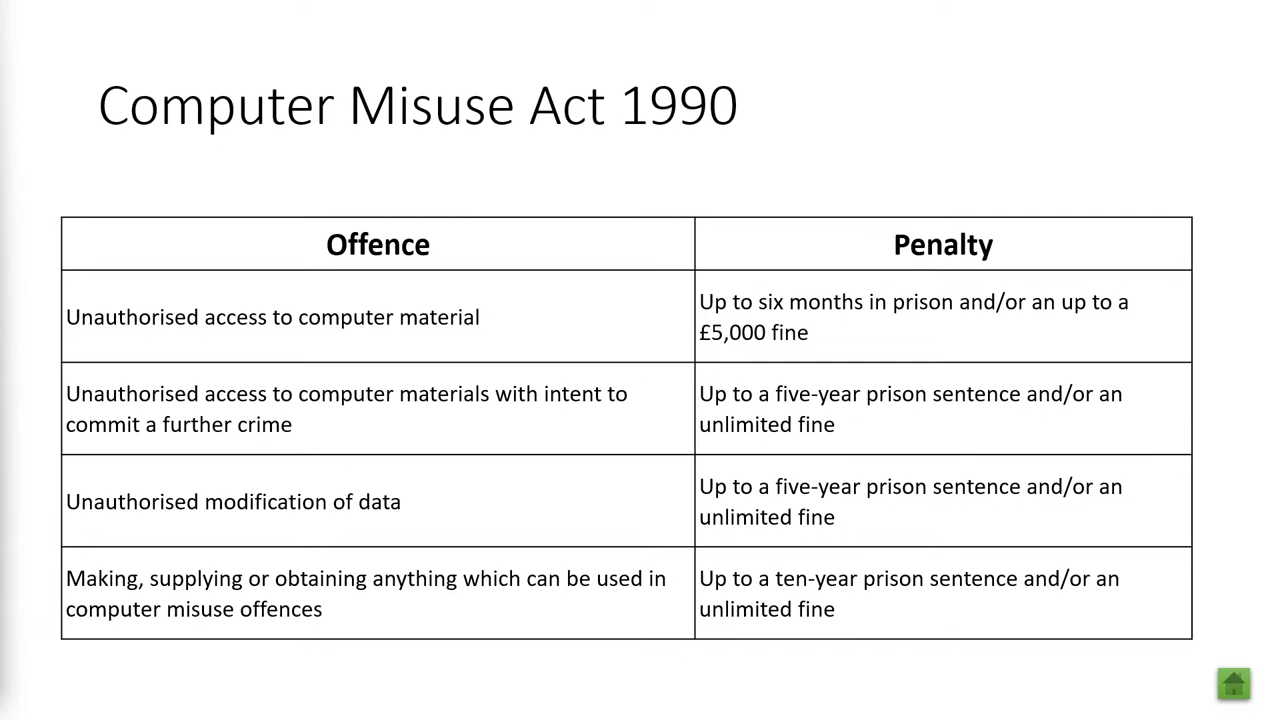 Computer Misuse Act 1990
Offence
Penalty
Unauthorised access to computer material
Up to six months in prison and/or an up to a
£5,000 fine
Unauthorised access to computer materials with intent to
commit a further crime
Up to a five-year prison sentence and/or an
unlimited fine
Unauthorised modification of data
Up to a five-year prison sentence and/or an
unlimited fine
Making, supplying or obtaining anything which can be used in
computer misuse offences
Up to a ten-year prison sentence and/or an
unlimited fine